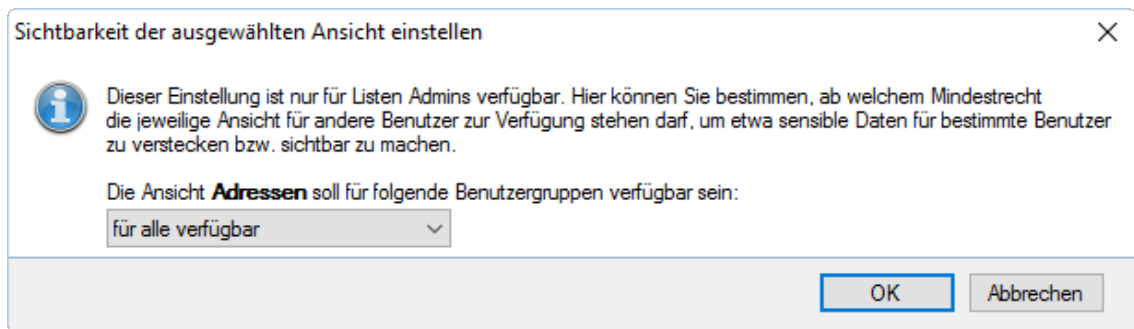 Sichtbarkeit der ausgewählten Ansicht einstellen
Dieser Einstellung ist nur für Listen Admins verfügbar. Hier können Sie bestimmen, ab welchem Mindestrecht
die jeweilige Ansicht für andere Benutzer zur Verfügung stehen darf, um etwa sensible Daten für bestimmte Benutzer
zu verstecken bzw. sichtbar zu machen.
Die Ansicht Adressen soll für folgende Benutzergruppen verfügbar sein:
für alle verfügbar
OK Abbrechen